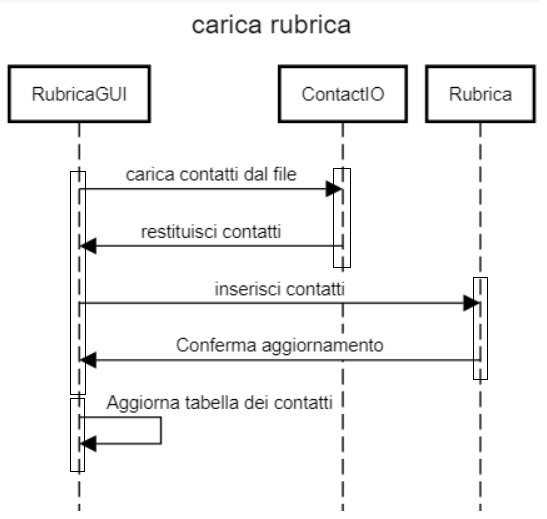 carica rubrica
RubricaGUI
ContactIO
Rubrica
carica contatti dal file
restituisci contatti
inserisci contatti
Conferma aggiornamento
Aggiorna tabella dei contatti